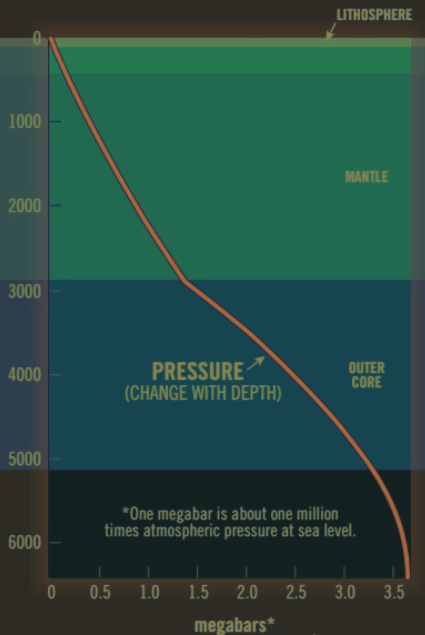 LITHOSPHERE
0
1000
MANTLE
2000
3000
PRESSURE
(CHANGE WITH DEPTH)
OUTER
CORE
4000
5000
*One megabar is about one million
times atmospheric pressure at sea level.
6000
0 0.5 1.0 1.5 2.0 2.5 3.0 3.5
megabars*